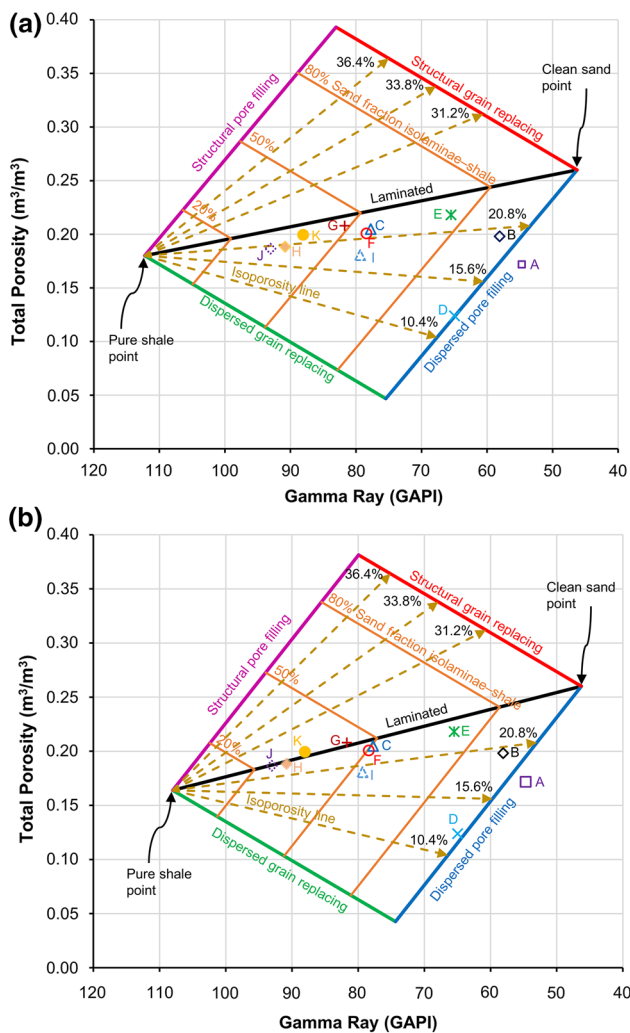 (a)
0.40
0.35
0.30
0.25
0.20
0.15
0.10
0.05
0.00
Total Porosity (m³/m³)
120
110
100
90
80
70
60
50
40
Gamma Ray (GAPI)
36.4%
33.8%
31.2%
Structural grain replacing
Clean sand
point
Structural pore filling
80% Sand fraction isolaminae–shale
50%
20%
Laminated
20.8%
15.6%
10.4%
E
G
C
F
K
B
J
H
I
A
D
Isoporosity line
Pure shale
point
Dispersed grain replacing
Dispersed pore filling
(b)
0.40
0.35
0.30
0.25
0.20
0.15
0.10
0.05
0.00
Total Porosity (m³/m³)
120
110
100
90
80
70
60
50
40
Gamma Ray (GAPI)
36.4%
33.8%
31.2%
Structural grain replacing
Clean sand
point
Structural pore filling
80% Sand fraction isolaminae–shale
50%
20%
Laminated
20.8%
15.6%
10.4%
K
G
C
E
F
B
J
H
I
A
D
Isoporosity line
Pure shale
point
Dispersed grain replacing
Dispersed pore filling